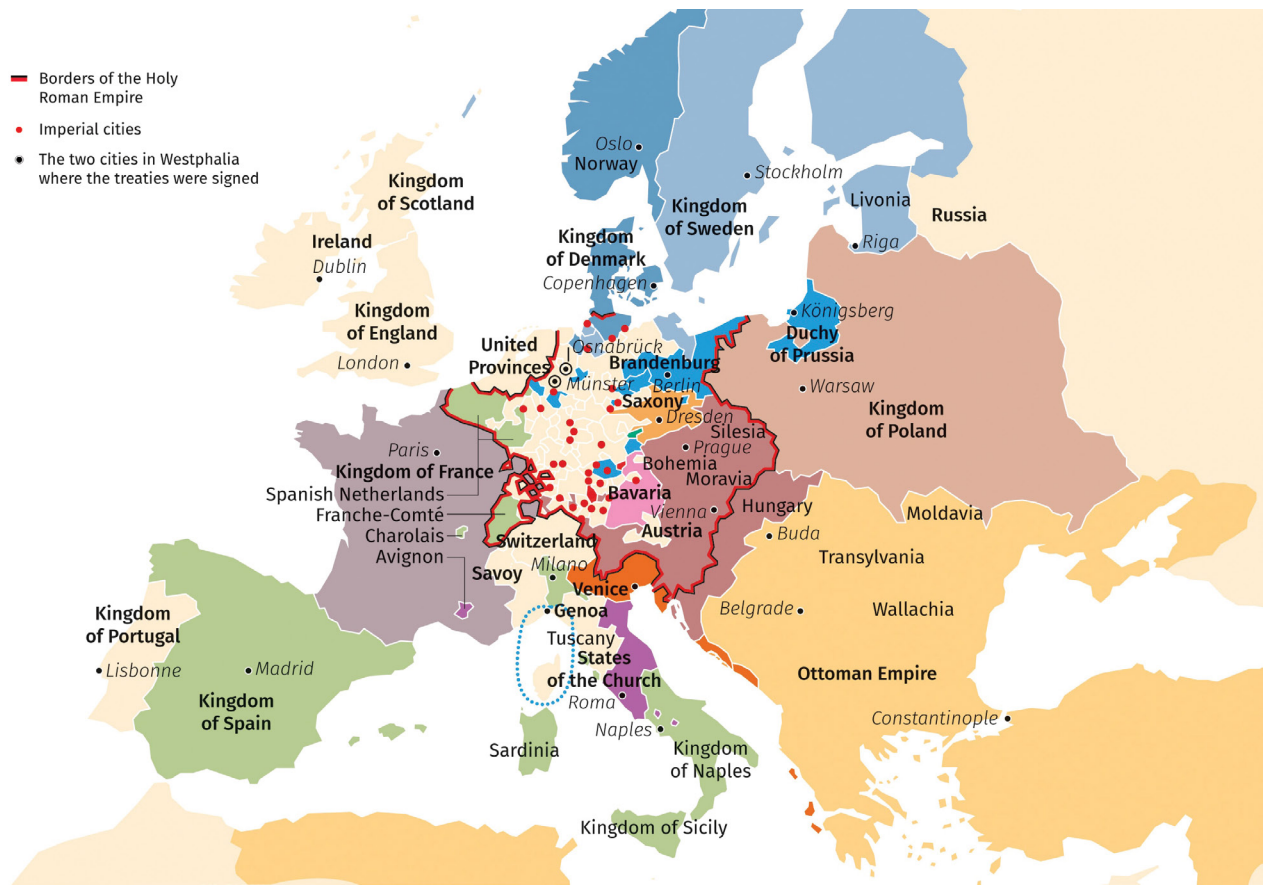 Borders of the Holy
Roman Empire
Imperial cities
The two cities in Westphalia
where the treaties were signed
Oslo
Norway
Stockholm
Kingdom
of Scotland
Kingdom
of Sweden
Livonia
Russia
Riga
Ireland
Dublin
Kingdom
of Denmark
Copenhagen
Kingdom
of England
London
Königsberg
Duchy
of Prussia
United
Provinces
Osnabrück
Münster
Brandenburg
Berlin
Warsaw
Kingdom
of Poland
Saxony
Dresden
Silesia
Prague
Bohemia
Moravia
Paris
Kingdom of France
Spanish Netherlands
Franche-Comté
Charolais
Avignon
Bavaria
Vienna
Austria
Hungary
Buda
Moldavia
Transylvania
Switzerland
Milano
Savoy
Venice
Genoa
Belgrade
Wallachia
Kingdom
of Portugal
Lisbonne
Madrid
Kingdom
of Spain
Tuscany
States
of the Church
Roma
Naples
Ottoman Empire
Constantinople
Sardinia
Kingdom
of Naples
Kingdom of Sicily